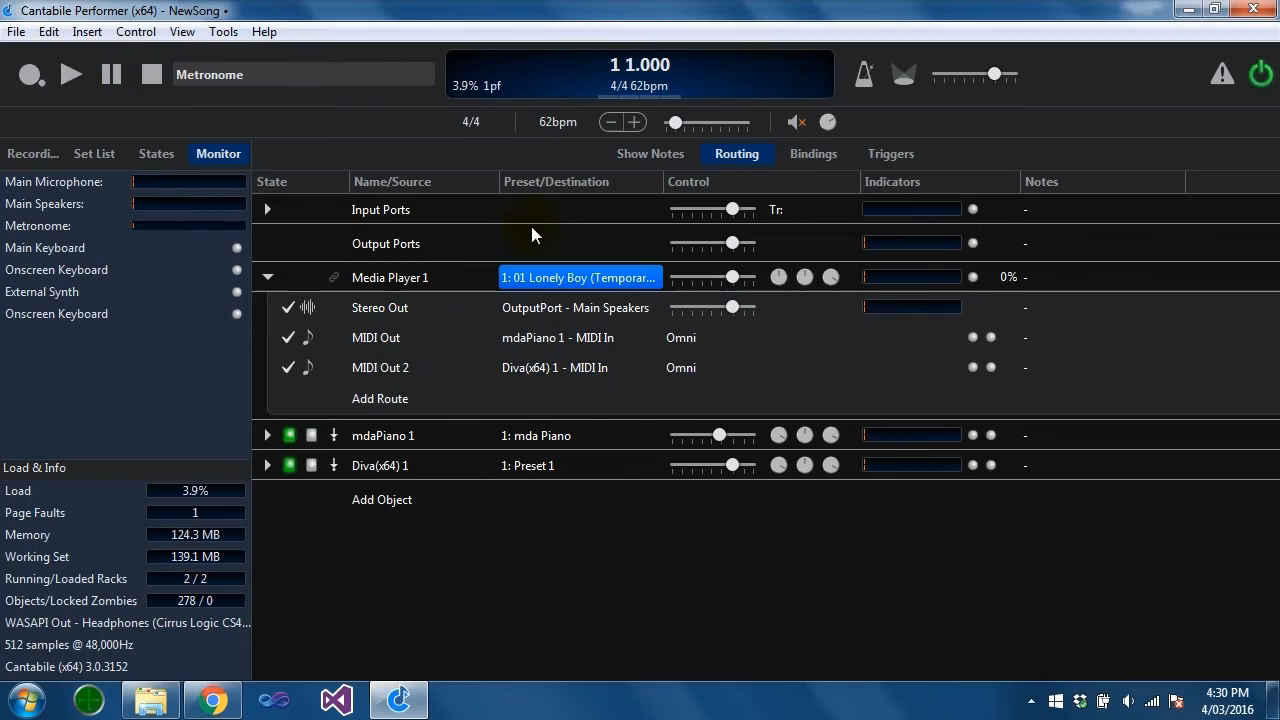 Cantabile Performer (x64) - NewSong •
File Edit Insert Control View Tools Help
Metronome
1 1.000
3.9% 1pf
4/4 62bpm
4/4 62bpm
Recordi... Set List States Monitor
Show Notes Routing Bindings Triggers
State Name/Source Preset/Destination Control Indicators Notes
Main Microphone:
Main Speakers:
Metronome:
Main Keyboard
Onscreen Keyboard
External Synth
Onscreen Keyboard
Input Ports Tr: -
Output Ports -
Media Player 1 1: 01 Lonely Boy (Temporar... 0% -
Stereo Out OutputPort - Main Speakers -
MIDI Out mdaPiano 1 - MIDI In Omni -
MIDI Out 2 Diva(x64) 1 - MIDI In Omni -
Add Route
mdaPiano 1 1: mda Piano -
Diva(x64) 1 1: Preset 1 -
Add Object
Load & Info
Load 3.9%
Page Faults 1
Memory 124.3 MB
Working Set 139.1 MB
Running/Loaded Racks 2 / 2
Objects/Locked Zombies 278 / 0
WASAPI Out - Headphones (Cirrus Logic CS4...
512 samples @ 48,000Hz
Cantabile (x64) 3.0.3152
4:30 PM
4/03/2016